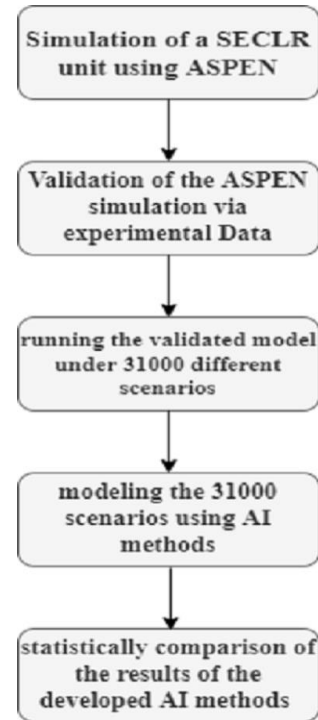 Simulation of a SECLR
unit using ASPEN
Validation of the ASPEN
simulation via
experimental Data
running the validated model
under 31000 different
scenarios
modeling the 31000
scenarios using AI
methods
statistically comparison of
the results of the
developed AI methods